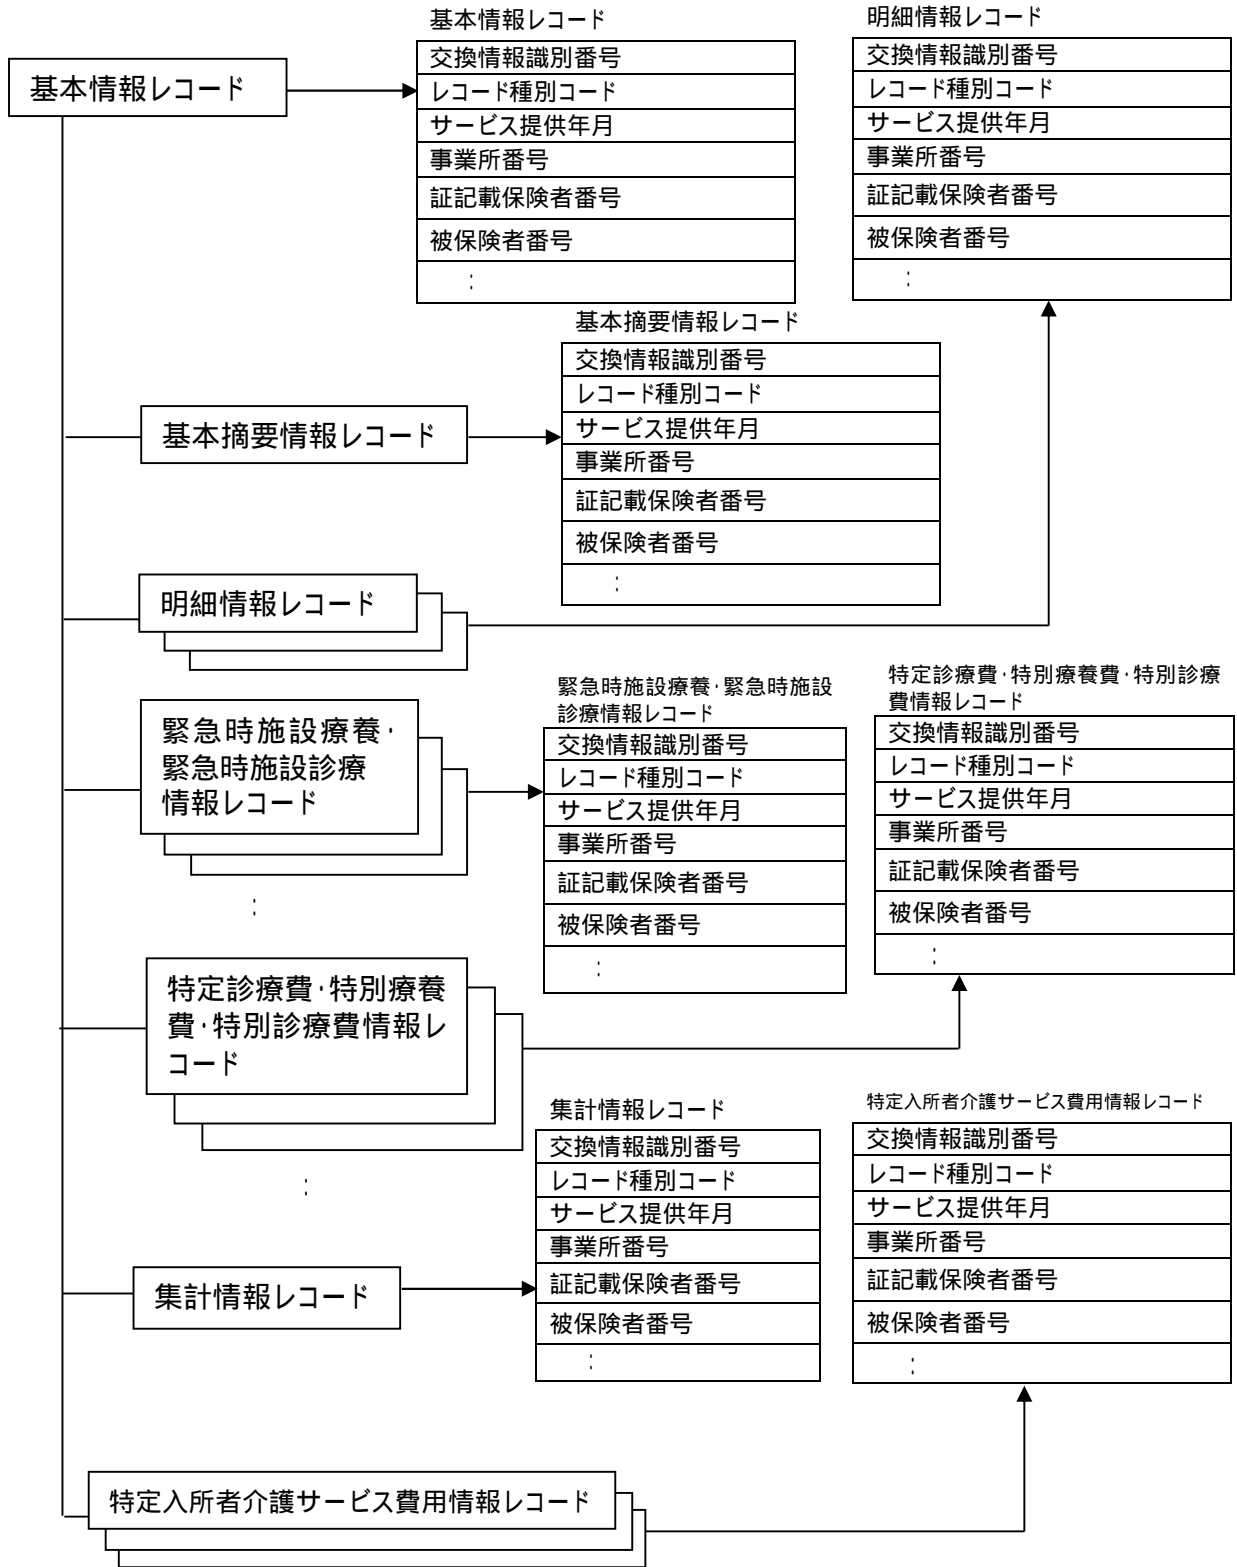 基本情報レコード
基本情報レコード
交換情報識別番号
レコード種別コード
サービス提供年月
事業所番号
証記載保険者番号
被保険者番号
:
明細情報レコード
交換情報識別番号
レコード種別コード
サービス提供年月
事業所番号
証記載保険者番号
被保険者番号
:
基本摘要情報レコード
基本摘要情報レコード
交換情報識別番号
レコード種別コード
サービス提供年月
事業所番号
証記載保険者番号
被保険者番号
:
明細情報レコード
緊急時施設療養・
緊急時施設診療
情報レコード
:
緊急時施設療養・緊急時施設
診療情報レコード
交換情報識別番号
レコード種別コード
サービス提供年月
事業所番号
証記載保険者番号
被保険者番号
:
特定診療費・特別療養費・特別診療
費情報レコード
交換情報識別番号
レコード種別コード
サービス提供年月
事業所番号
証記載保険者番号
被保険者番号
:
特定診療費・特別療養
費・特別診療費情報レ
コード
:
集計情報レコード
集計情報レコード
交換情報識別番号
レコード種別コード
サービス提供年月
事業所番号
証記載保険者番号
被保険者番号
:
特定入所者介護サービス費用情報レコード
交換情報識別番号
レコード種別コード
サービス提供年月
事業所番号
証記載保険者番号
被保険者番号
:
特定入所者介護サービス費用情報レコード